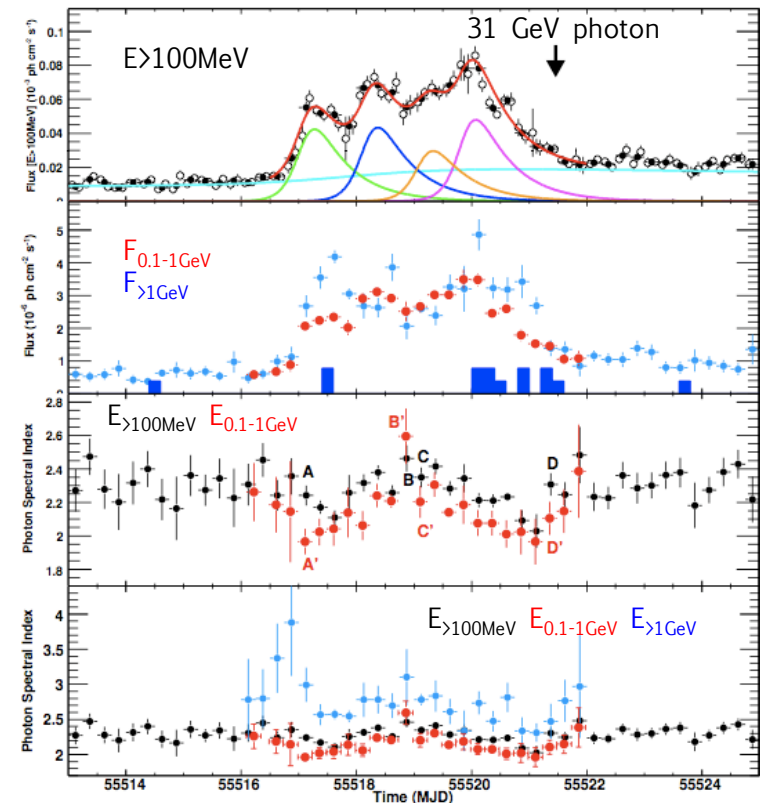 0.1
0.08
0.06
0.04
0.02
0
Flux [E>100MeV] (10⁻³ ph cm⁻² s⁻¹)
E>100MeV
31 GeV photon
5
4
3
2
1
0
Flux (10⁻⁶ ph cm⁻² s⁻¹)
F0.1-1GeV
F>1GeV
2.8
2.6
2.4
2.2
2
1.8
Photon Spectral Index
E>100MeV E0.1-1GeV
A
A'
B'
B
C
C'
D
D'
4
3.5
3
2.5
2
Photon Spectral Index
E>100MeV E0.1-1GeV E>1GeV
55514 55516 55518 55520 55522 55524
Time (MJD)